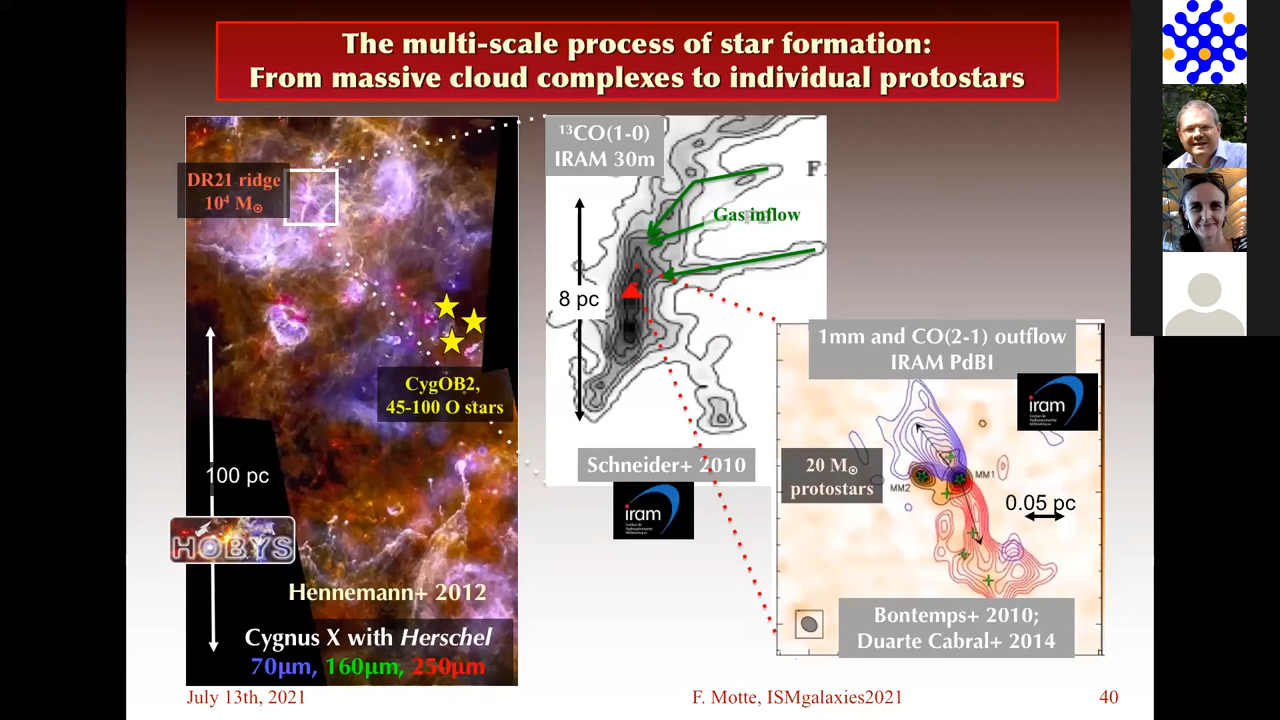 The multi-scale process of star formation:
From massive cloud complexes to individual protostars
DR21 ridge
10⁴ M☉
CygOB2,
45-100 O stars
100 pc
HOBYS
Hennemann+ 2012
Cygnus X with Herschel
70μm, 160μm, 250μm
¹³CO(1-0)
IRAM 30m
Gas inflow
8 pc
Schneider+ 2010
iram
1mm and CO(2-1) outflow
IRAM PdBI
iram
20 M☉
protostars
MM2
MM1
0.05 pc
Bontemps+ 2010;
Duarte Cabral+ 2014
July 13th, 2021
F. Motte, ISMgalaxies2021
40